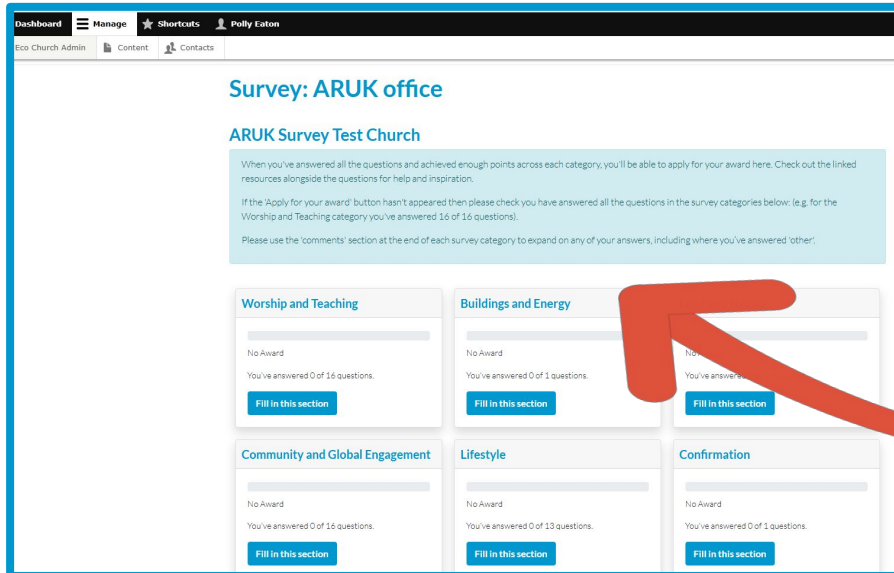 Dashboard Manage Shortcuts Polly Eaton
Eco Church Admin Content Contacts
Survey: ARUK office
ARUK Survey Test Church
When you've answered all the questions and achieved enough points across each category, you'll be able to apply for your award here. Check out the linked
resources alongside the questions for help and inspiration.
If the 'Apply for your award' button hasn't appeared then please check you have answered all the questions in the survey categories below: (e.g. for the
Worship and Teaching category you've answered 16 of 16 questions).
Please use the 'comments' section at the end of each survey category to expand on any of your answers, including where you've answered 'other'.
Worship and Teaching
No Award
You've answered 0 of 16 questions.
Fill in this section
Buildings and Energy
No Award
You've answered 0 of 1 questions.
Fill in this section
You've
Fill in this section
Community and Global Engagement
No Award
You've answered 0 of 16 questions.
Fill in this section
Lifestyle
No Award
You've answered 0 of 13 questions.
Fill in this section
Confirmation
No Award
You've answered 0 of 1 questions.
Fill in this section